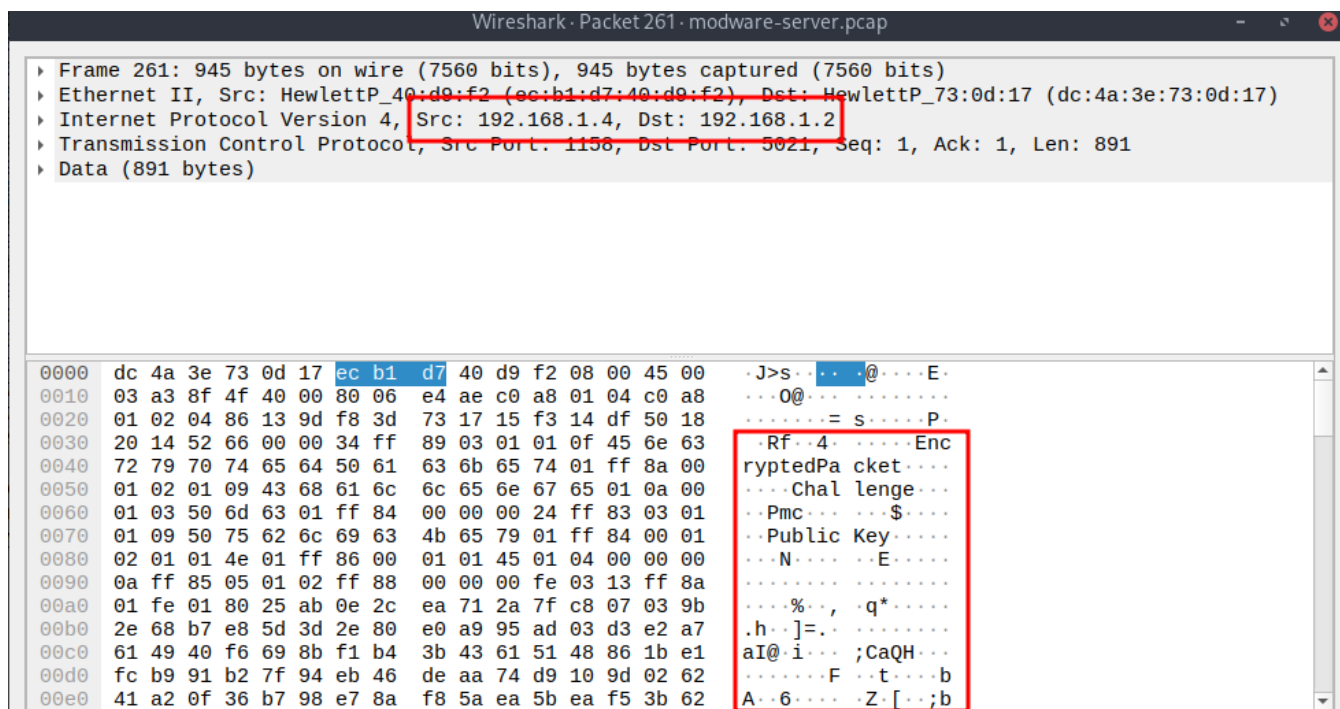 Wireshark · Packet 261 · modware-server.pcap
Frame 261: 945 bytes on wire (7560 bits), 945 bytes captured (7560 bits)
Ethernet II, Src: HewlettP_40:d9:f2 (ec:b1:d7:40:d9:f2), Dst: HewlettP_73:0d:17 (dc:4a:3e:73:0d:17)
Internet Protocol Version 4, Src: 192.168.1.4, Dst: 192.168.1.2
Transmission Control Protocol, Src Port: 1158, Dst Port: 5021, Seq: 1, Ack: 1, Len: 891
Data (891 bytes)
0000 dc 4a 3e 73 0d 17 ec b1 d7 40 d9 f2 08 00 45 00 ·J>s·· ·· ·@····E·
0010 03 a3 8f 4f 40 00 80 06 e4 ae c0 a8 01 04 c0 a8 ···O@··· ········
0020 01 02 04 86 13 9d f8 3d 73 17 15 f3 14 df 50 18 ·······= s·····P·
0030 20 14 52 66 00 00 34 ff 89 03 01 01 0f 45 6e 63 ·Rf··4· ·····Enc
0040 72 79 70 74 65 64 50 61 63 6b 65 74 01 ff 8a 00 ryptedPa cket····
0050 01 02 01 09 43 68 61 6c 6c 65 6e 67 65 01 0a 00 ····Chal lenge···
0060 01 03 50 6d 63 01 ff 84 00 00 00 24 ff 83 03 01 ··Pmc··· ···$····
0070 01 09 50 75 62 6c 69 63 4b 65 79 01 ff 84 00 01 ··Public Key·····
0080 02 01 01 4e 01 ff 86 00 01 01 45 01 04 00 00 00 ···N···· ··E·····
0090 0a ff 85 05 01 02 ff 88 00 00 00 fe 03 13 ff 8a ········ ········
00a0 01 fe 01 80 25 ab 0e 2c ea 71 2a 7f c8 07 03 9b ····%··, ·q*·····
00b0 2e 68 b7 e8 5d 3d 2e 80 e0 a9 95 ad 03 d3 e2 a7 .h··]=.· ········
00c0 61 49 40 f6 69 8b f1 b4 3b 43 61 51 48 86 1b e1 aI@·i··· ;CaQH···
00d0 fc b9 91 b2 7f 94 eb 46 de aa 74 d9 10 9d 02 62 ·······F ··t····b
00e0 41 a2 0f 36 b7 98 e7 8a f8 5a ea 5b ea f5 3b 62 A··6···· ·Z·[··;b